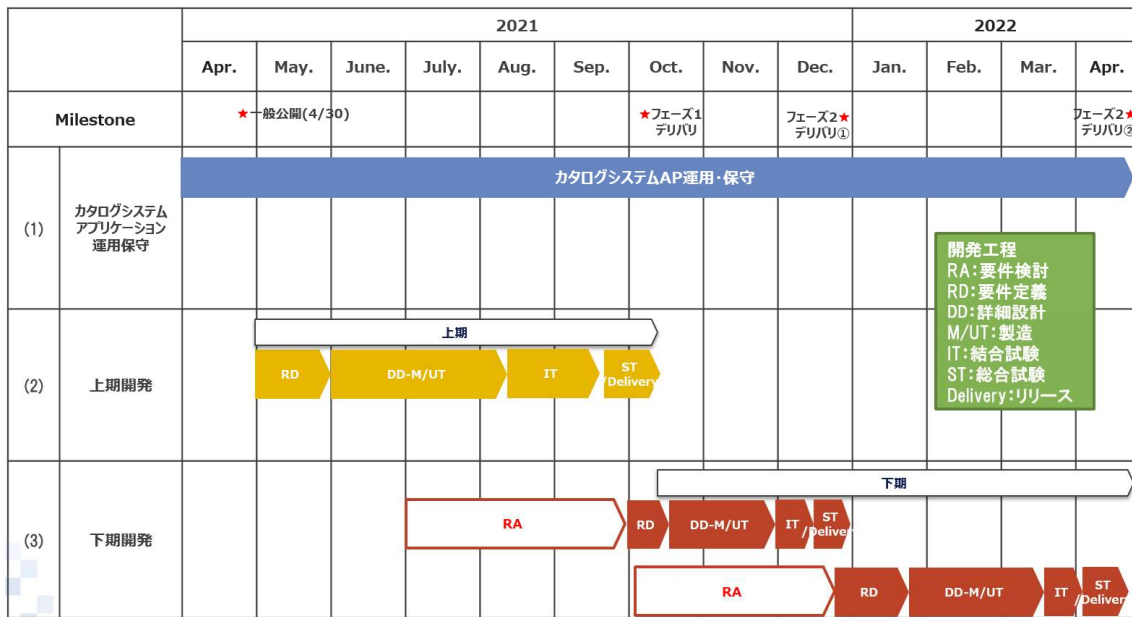 2021
2022
Apr.
May.
June.
July.
Aug.
Sep.
Oct.
Nov.
Dec.
Jan.
Feb.
Mar.
Apr.
Milestone
★一般公開(4/30)
★フェーズ1
デリバリ
フェーズ2★
デリバリ①
フェーズ2★
デリバリ②
(1)
カタログシステム
アプリケーション
運用保守
カタログシステムAP運用・保守
開発工程
RA:要件検討
RD:要件定義
DD:詳細設計
M/UT:製造
IT:結合試験
ST:総合試験
Delivery:リリース
(2)
上期開発
上期
RD
DD-M/UT
IT
ST
/Delivery
(3)
下期開発
下期
RA
RD
DD-M/UT
IT
ST
/Delivery
RA
RD
DD-M/UT
IT
ST
/Delivery